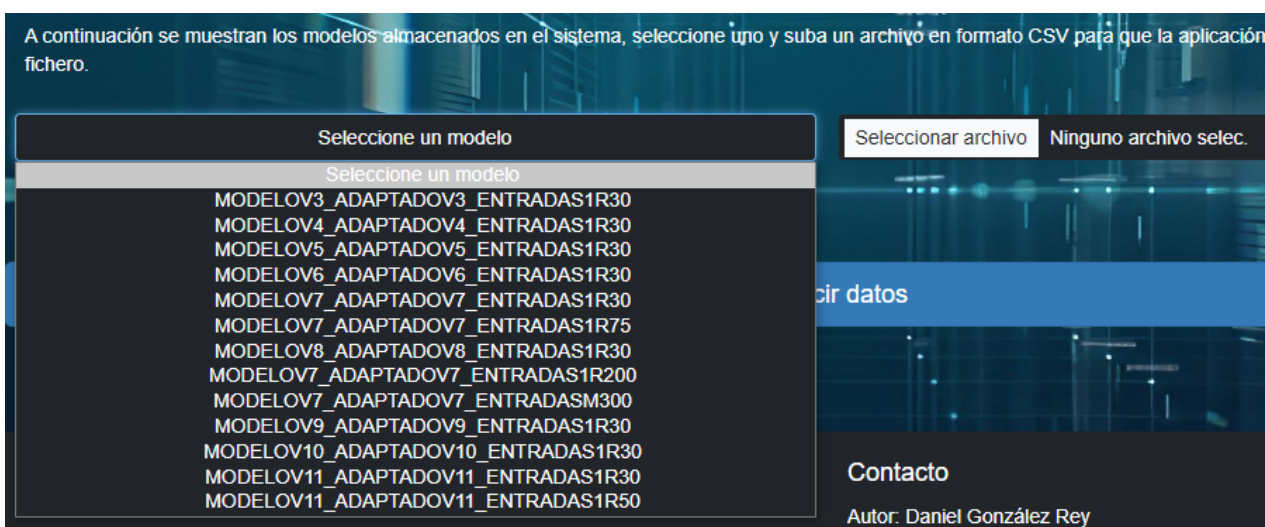 A continuación se muestran los modelos almacenados en el sistema, seleccione uno y suba un archivo en formato CSV para que la aplicación
fichero.
Seleccione un modelo
Seleccionar archivo Ninguno archivo selec.
Seleccione un modelo
MODELOV3_ADAPTADOV3_ENTRADAS1R30
MODELOV4_ADAPTADOV4_ENTRADAS1R30
MODELOV5_ADAPTADOV5_ENTRADAS1R30
MODELOV6_ADAPTADOV6_ENTRADAS1R30
MODELOV7_ADAPTADOV7_ENTRADAS1R30
MODELOV7_ADAPTADOV7_ENTRADAS1R75
MODELOV8_ADAPTADOV8_ENTRADAS1R30
MODELOV7_ADAPTADOV7_ENTRADAS1R200
MODELOV7_ADAPTADOV7_ENTRADASM300
MODELOV9_ADAPTADOV9_ENTRADAS1R30
MODELOV10_ADAPTADOV10_ENTRADAS1R30
MODELOV11_ADAPTADOV11_ENTRADAS1R30
MODELOV11_ADAPTADOV11_ENTRADAS1R50
cir datos
Contacto
Autor: Daniel González Rey